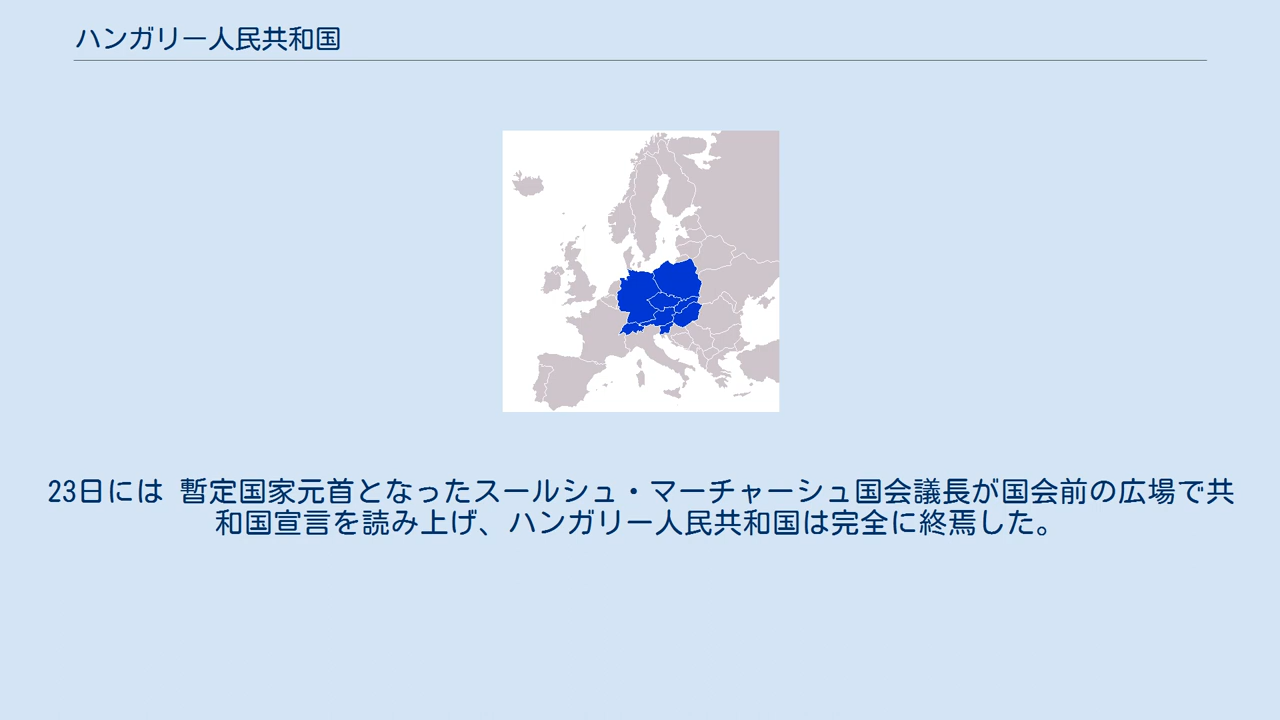 ハンガリー人民共和国
23日には 暫定国家元首となったスールシュ・マーチャーシュ国会議長が国会前の広場で共
和国宣言を読み上げ、ハンガリー人民共和国は完全に終焉した。